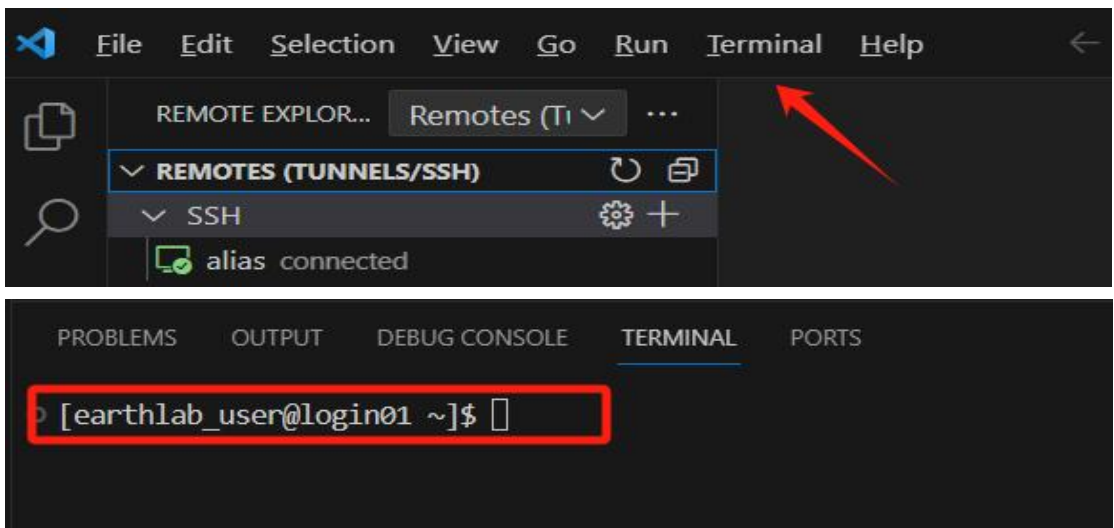 File Edit Selection View Go Run Terminal Help
REMOTE EXPLOR... Remotes (Tu
REMOTES (TUNNELS/SSH)
SSH
alias connected
PROBLEMS OUTPUT DEBUG CONSOLE TERMINAL PORTS
[earthlab_user@login01 ~]$